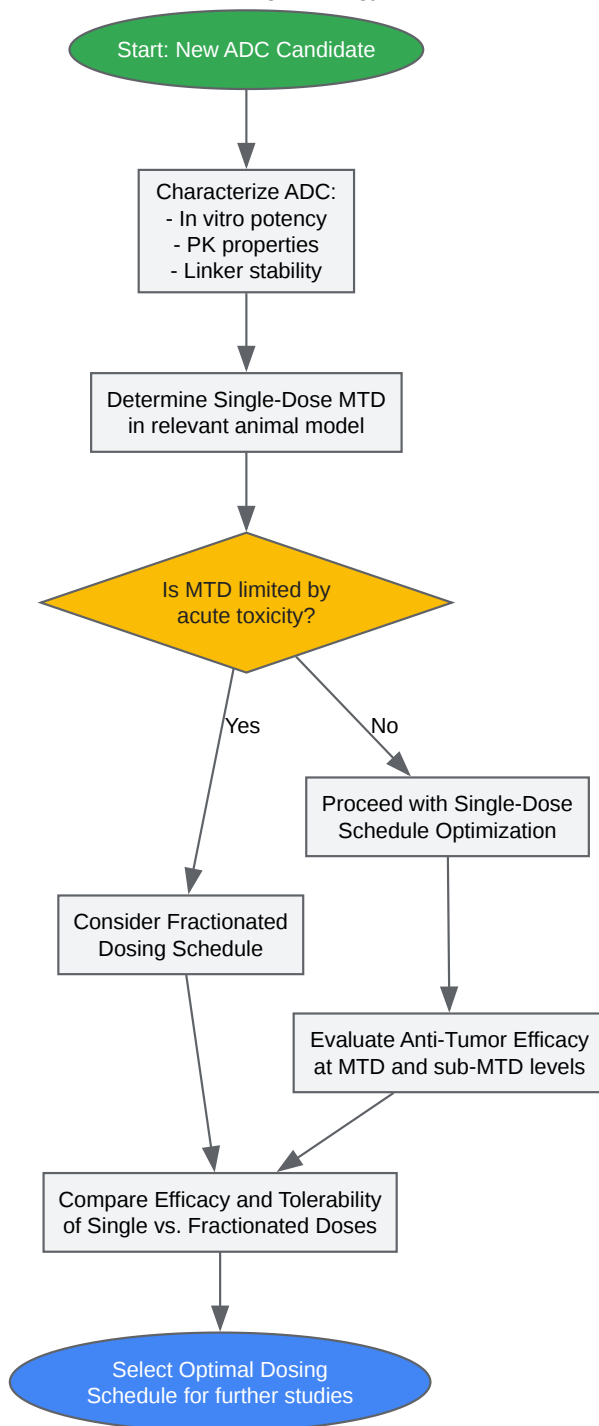 Start: New ADC Candidate
Characterize ADC:
- In vitro potency
- PK properties
- Linker stability
Determine Single-Dose MTD
in relevant animal model
Is MTD limited by
acute toxicity?
Yes
No
Proceed with Single-Dose
Schedule Optimization
Consider Fractionated
Dosing Schedule
Evaluate Anti-Tumor Efficacy
at MTD and sub-MTD levels
Compare Efficacy and Tolerability
of Single vs. Fractionated Doses
Select Optimal Dosing
Schedule for further studies